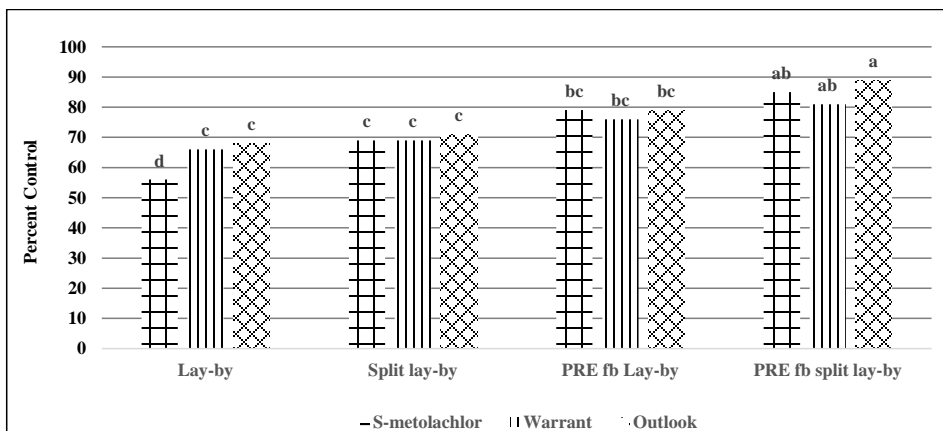 100
90
80
70
60
50
40
30
20
10
0
Percent Control
d c c
c c c
bc bc bc
ab ab a
Lay-by Split lay-by PRE fb Lay-by PRE fb split lay-by
S-metolachlor Warrant Outlook